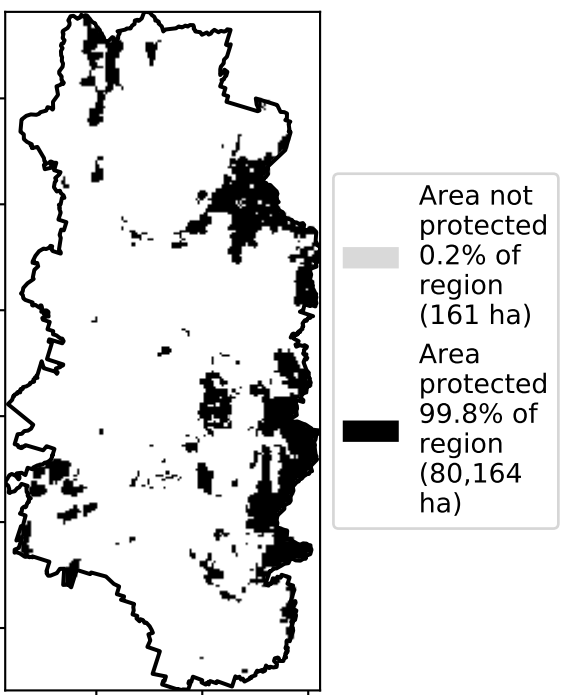 Area not
protected
0.2% of
region
(161 ha)
Area
protected
99.8% of
region
(80,164
ha)